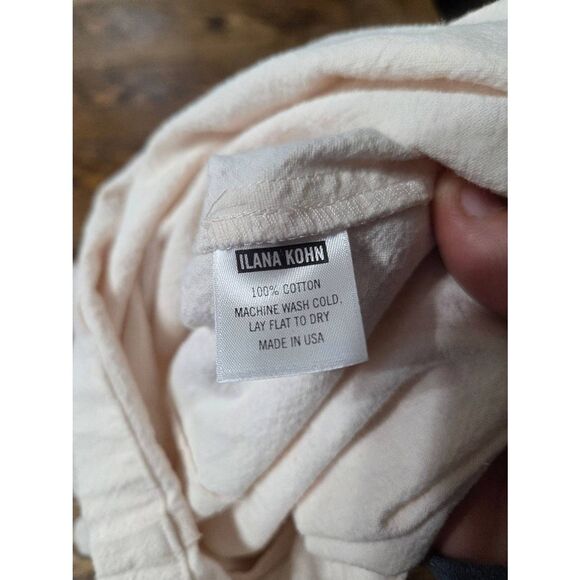 ILANA KOHN
100% COTTON
MACHINE WASH COLD,
LAY FLAT TO DRY
MADE IN USA